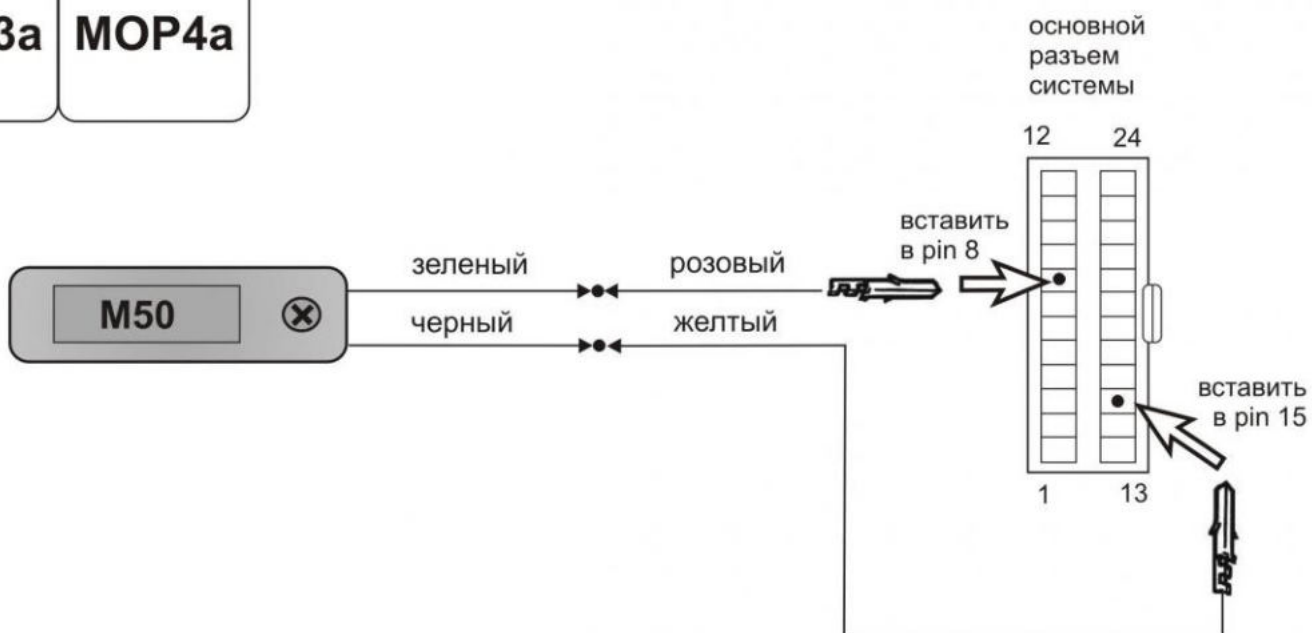 3а МОР4а
основной
разъем
системы
12 24
вставить
в pin 8
зеленый розовый
М50
черный желтый
вставить
в pin 15
1 13